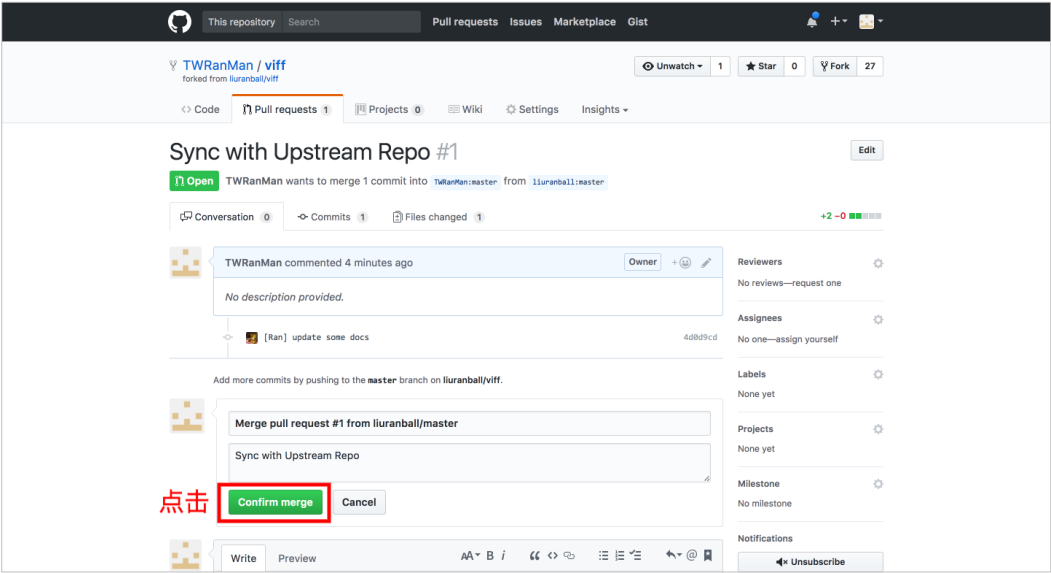 This repository Search Pull requests Issues Marketplace Gist
TWRanMan / viff
forked from liuranball/viff
Unwatch 1 Star 0 Fork 27
Code Pull requests 1 Projects 0 Wiki Settings Insights
Sync with Upstream Repo #1
Edit
Open TWRanMan wants to merge 1 commit into TWRanMan:master from liuranball:master
Conversation 0 Commits 1 Files changed 1
+2 −0
TWRanMan commented 4 minutes ago
Owner
No description provided.
[Ran] update some docs 4d0d9cd
Add more commits by pushing to the master branch on liuranball/viff.
Merge pull request #1 from liuranball/master
Sync with Upstream Repo
点击 Confirm merge Cancel
Write Preview AA B i
Reviewers
No reviews—request one
Assignees
No one—assign yourself
Labels
None yet
Projects
None yet
Milestone
No milestone
Notifications
Unsubscribe